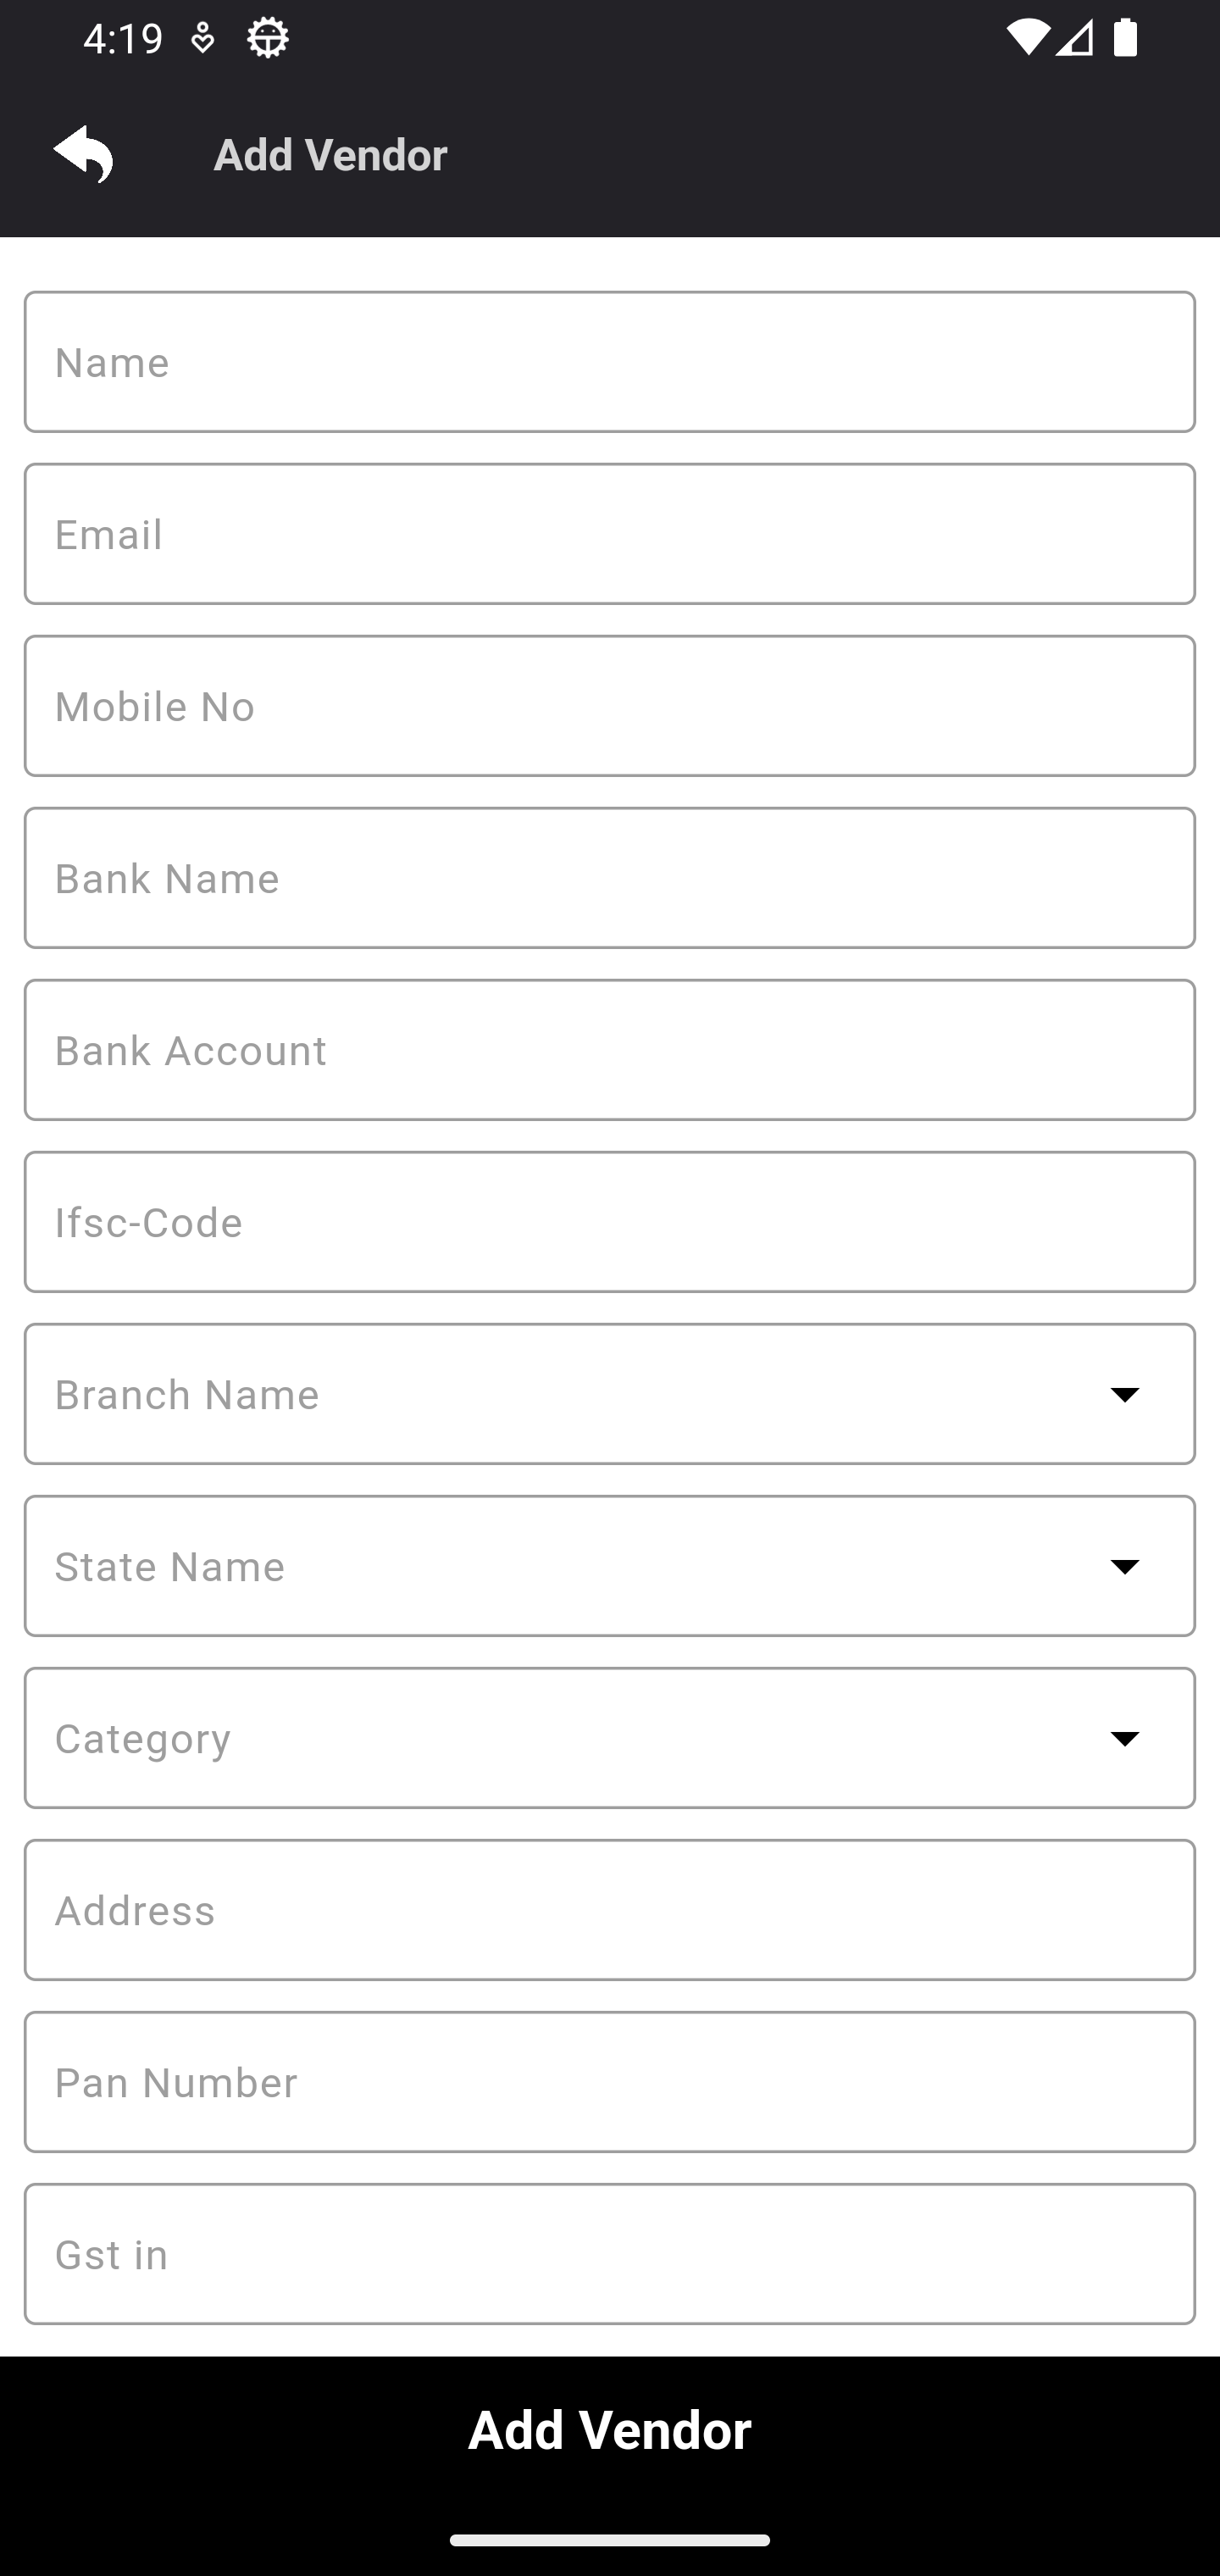 4:19
Add Vendor
Name
Email
Mobile No
Bank Name
Bank Account
Ifsc-Code
Branch Name
State Name
Category
Address
Pan Number
Gst in
Add Vendor